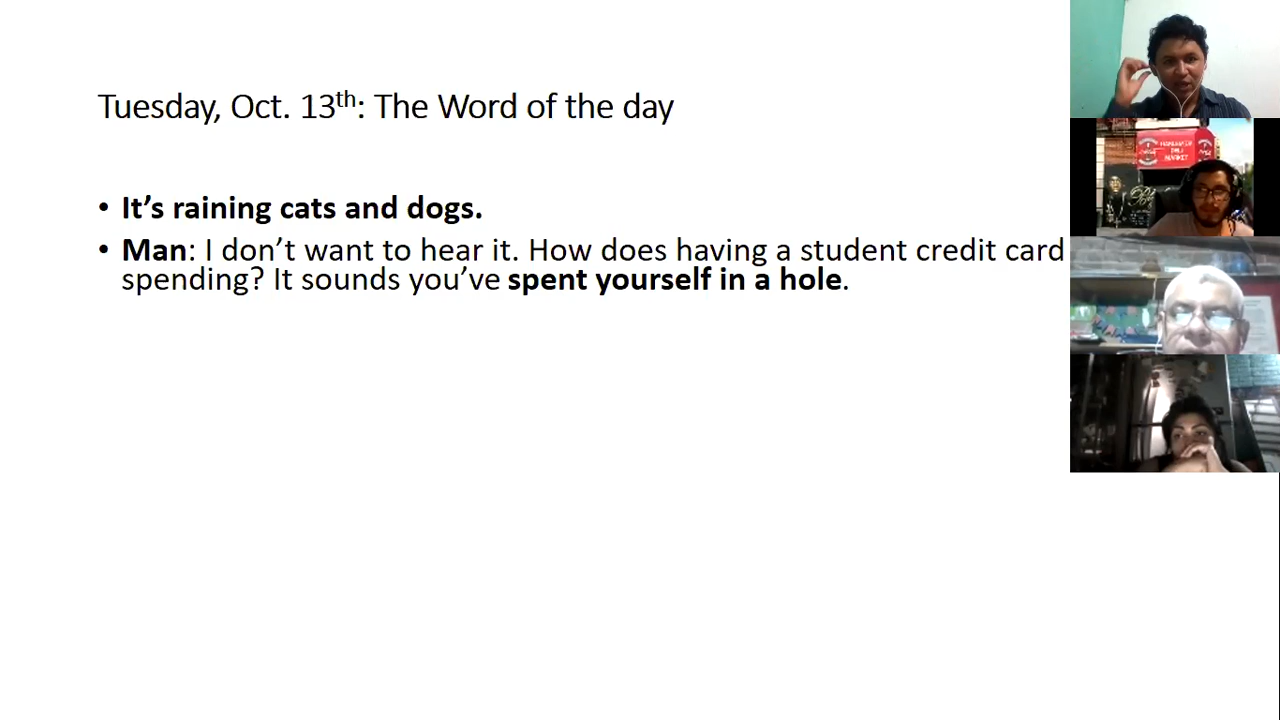 Tuesday, Oct. 13th: The Word of the day
• It’s raining cats and dogs.
• Man: I don’t want to hear it. How does having a student credit card
spending? It sounds you’ve spent yourself in a hole.